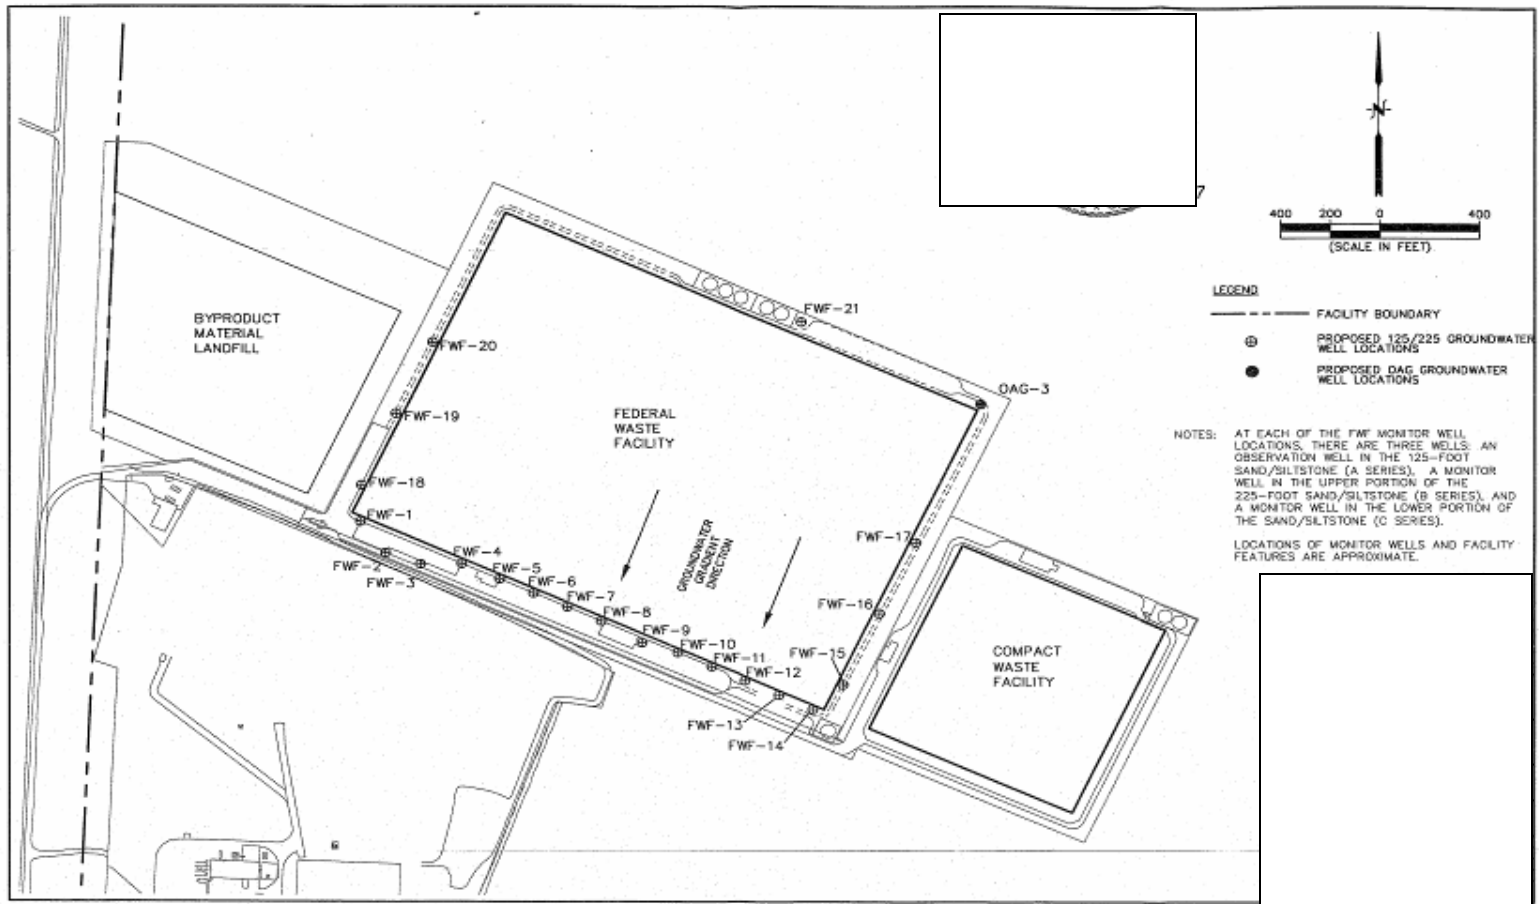 7
N
400 200 0 400
(SCALE IN FEET)
LEGEND
FACILITY BOUNDARY
PROPOSED 125/225 GROUNDWATER
WELL LOCATIONS
PROPOSED OAG GROUNDWATER
WELL LOCATIONS
NOTES: AT EACH OF THE FWF MONITOR WELL
LOCATIONS, THERE ARE THREE WELLS: AN
OBSERVATION WELL IN THE 125-FOOT
SAND/SILTSTONE (A SERIES), A MONITOR
WELL IN THE UPPER PORTION OF THE
225-FOOT SAND/SILTSTONE (B SERIES), AND
A MONITOR WELL IN THE LOWER PORTION OF
THE SAND/SILTSTONE (C SERIES).
LOCATIONS OF MONITOR WELLS AND FACILITY
FEATURES ARE APPROXIMATE.
BYPRODUCT
MATERIAL
LANDFILL
FEDERAL
WASTE
FACILITY
COMPACT
WASTE
FACILITY
GROUNDWATER
GRADIENT
DIRECTION
FWF-21
OAG-3
FWF-20
FWF-19
FWF-18
FWF-1
FWF-2
FWF-3
FWF-4
FWF-5
FWF-6
FWF-7
FWF-8
FWF-9
FWF-10
FWF-11
FWF-12
FWF-13
FWF-14
FWF-15
FWF-16
FWF-17